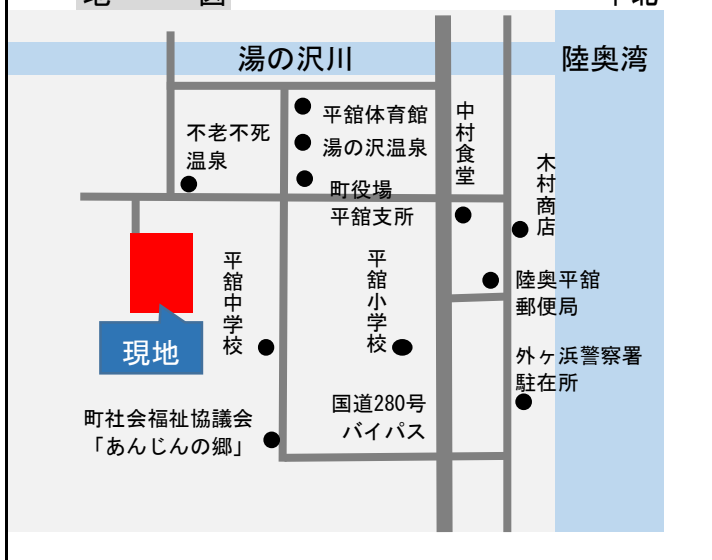 地 図
北
湯の沢川
陸奥湾
平舘体育館
中村食堂
不老不死
温泉
湯の沢温泉
木村商店
町役場
平舘支所
平舘中学校
平舘小学校
陸奥平舘
郵便局
現地
外ヶ浜警察署
駐在所
国道280号
バイパス
町社会福祉協議会
「あんじんの郷」